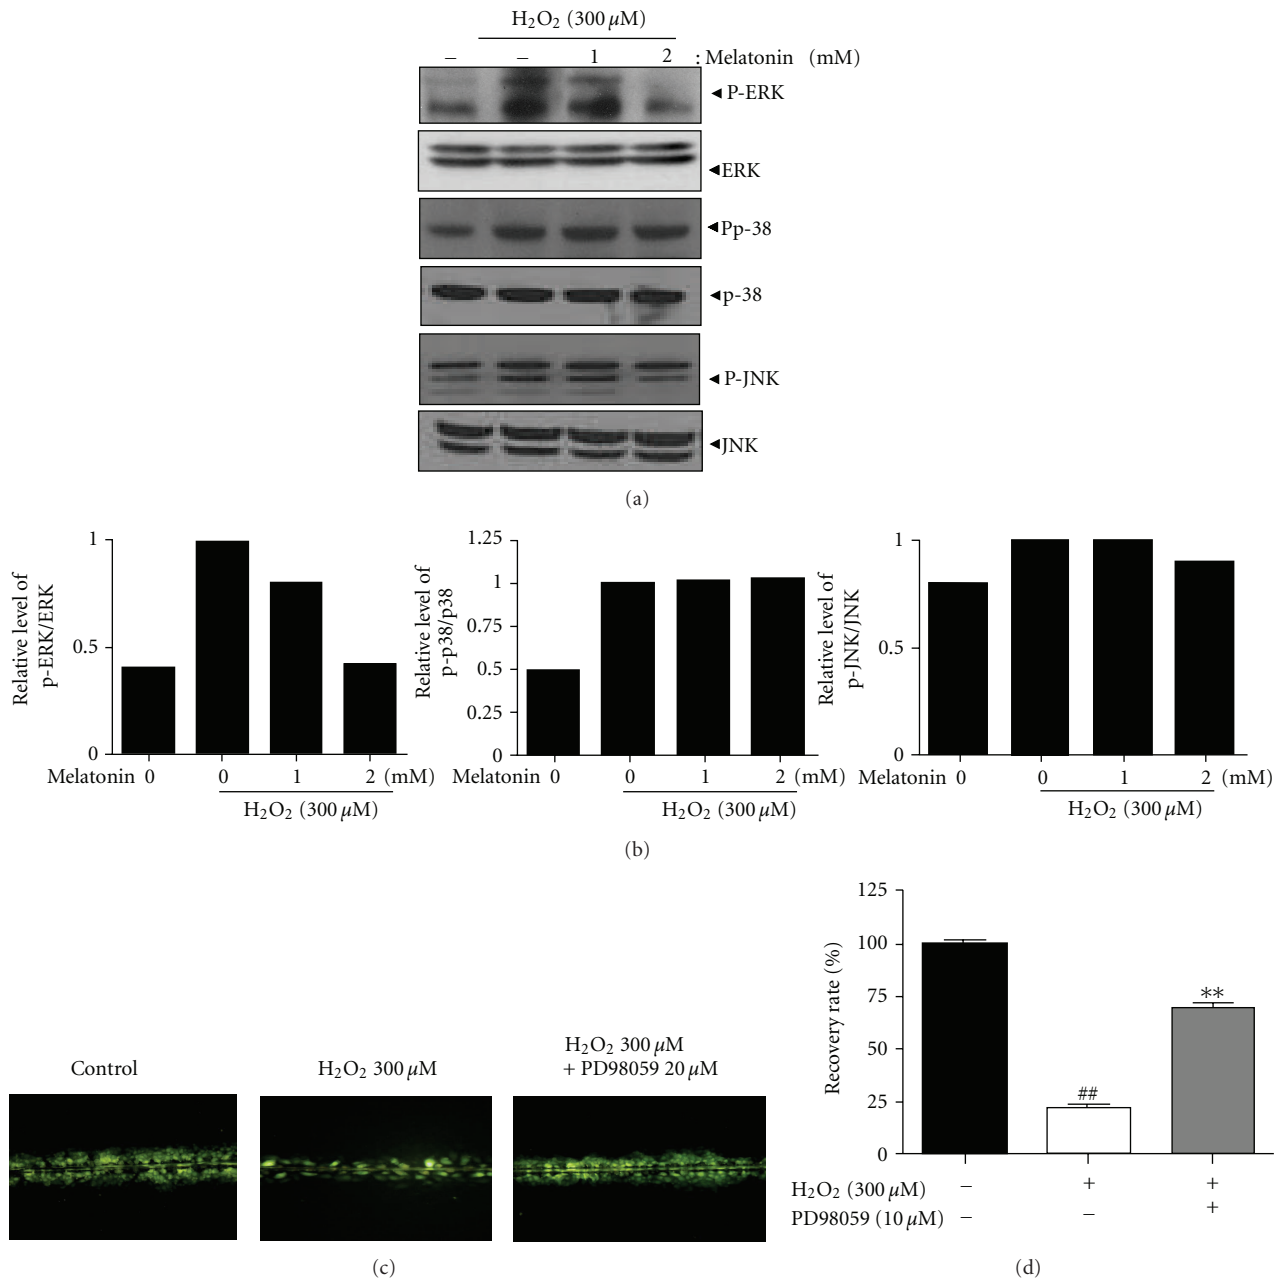 H₂O₂ (300 μM)
– – 1 2 : Melatonin (mM)
P-ERK
ERK
Pp-38
p-38
P-JNK
JNK
(a)
Relative level of
p-ERK/ERK
1
0.5
0
Melatonin 0 0 1 2 (mM)
H₂O₂ (300 μM)
Relative level of
p-p38/p38
1.25
1
0.75
0.5
0.25
0
Melatonin 0 0 1 2 (mM)
H₂O₂ (300 μM)
Relative level of
p-JNK/JNK
1
0.5
0
Melatonin 0 0 1 2 (mM)
H₂O₂ (300 μM)
(b)
Control
H₂O₂ 300 μM
H₂O₂ 300 μM
+ PD98059 20 μM
(c)
Recovery rate (%)
125
100
75
50
25
0
##
**
H₂O₂ (300 μM) – + +
PD98059 (10 μM) – – +
(d)